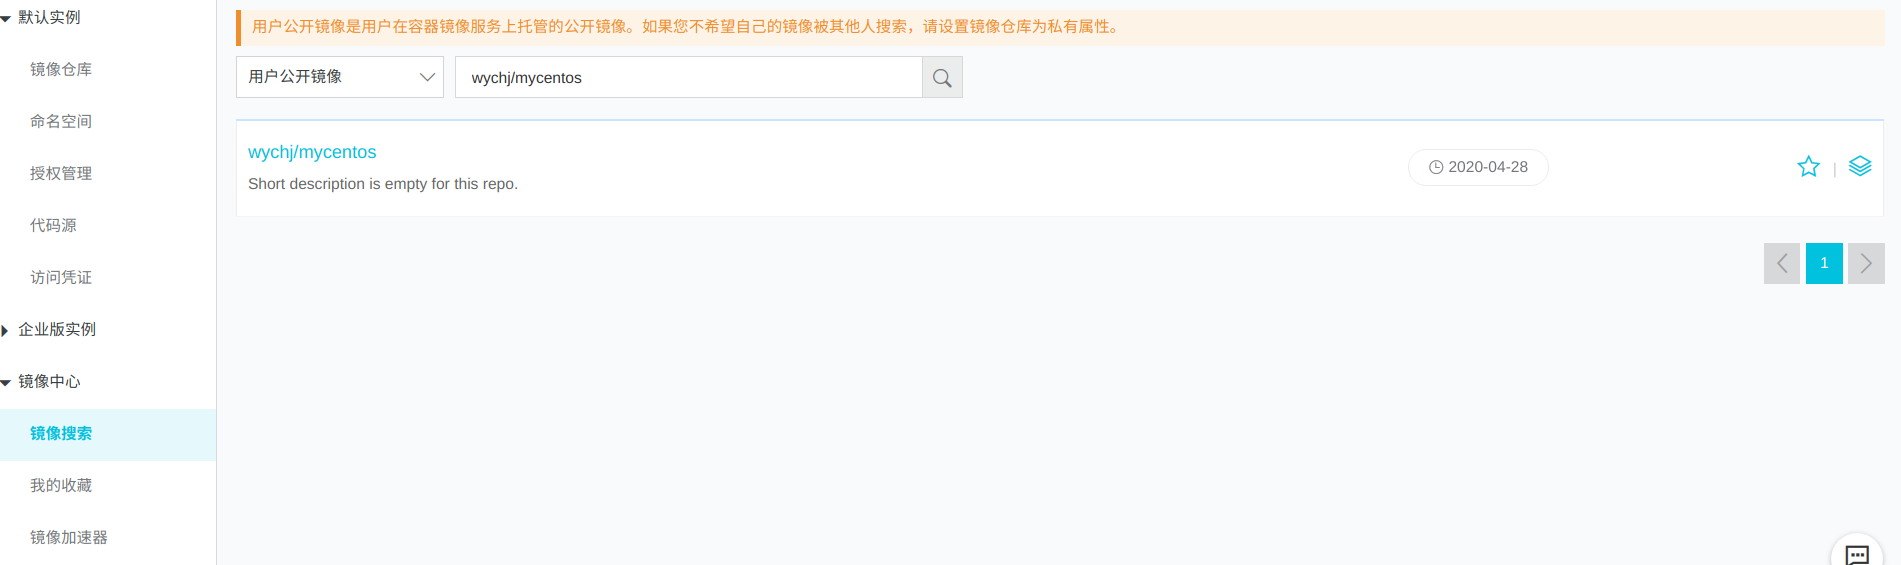 默认实例
镜像仓库
命名空间
授权管理
代码源
访问凭证
企业版实例
镜像中心
镜像搜索
我的收藏
镜像加速器
用户公开镜像是用户在容器镜像服务上托管的公开镜像。如果您不希望自己的镜像被其他人搜索，请设置镜像仓库为私有属性。
用户公开镜像 wychj/mycentos
wychj/mycentos
Short description is empty for this repo.
2020-04-28
1